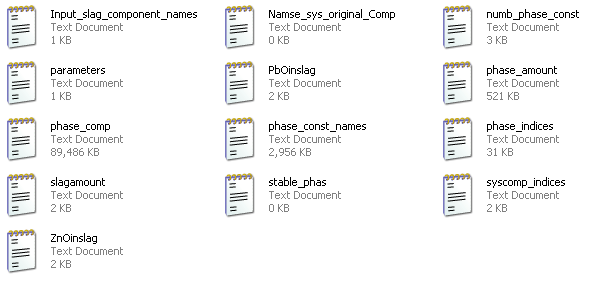 Input_slag_component_names
Text Document
1 KB
Namse_sys_original_Comp
Text Document
0 KB
numb_phase_const
Text Document
3 KB
parameters
Text Document
1 KB
PbOinslag
Text Document
2 KB
phase_amount
Text Document
521 KB
phase_comp
Text Document
89,486 KB
phase_const_names
Text Document
2,956 KB
phase_indices
Text Document
31 KB
slagamount
Text Document
2 KB
stable_phas
Text Document
0 KB
syscomp_indices
Text Document
2 KB
ZnOinslag
Text Document
2 KB